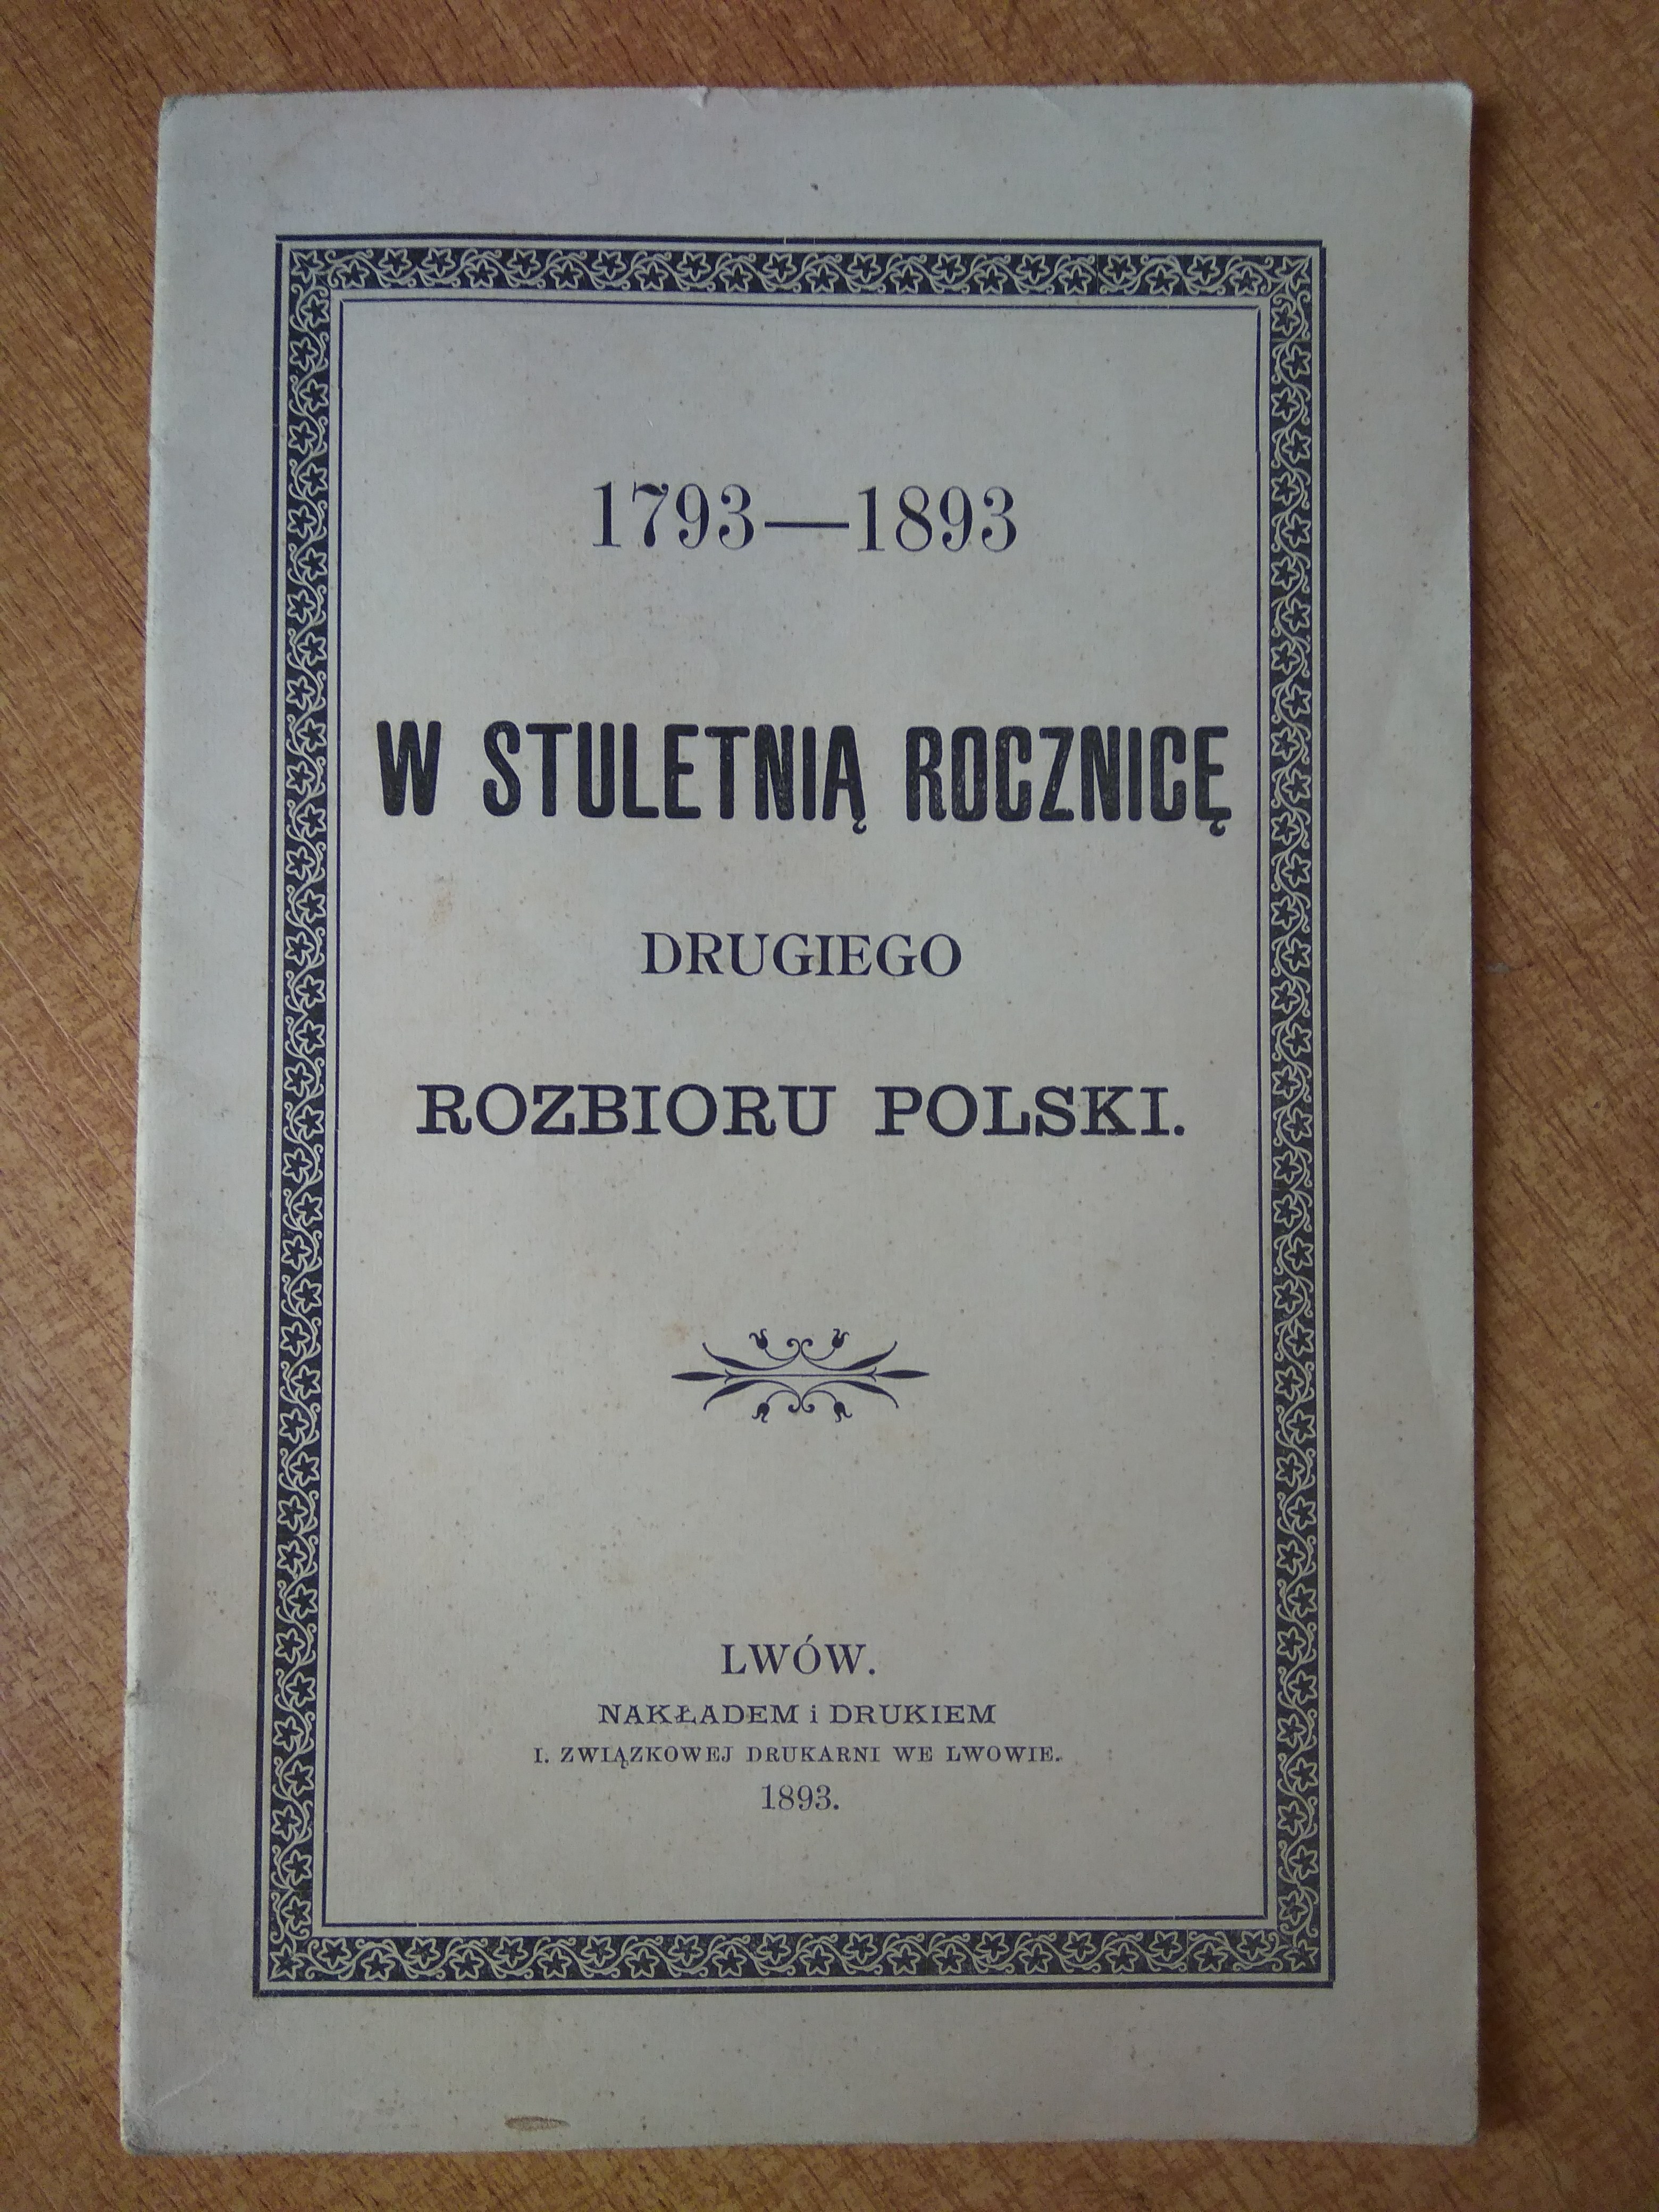 1793—1893
W STULETNIĄ ROCZNICĘ
DRUGIEGO
ROZBIORU POLSKI.
LWÓW.
NAKŁADEM i DRUKIEM
I. ZWIĄZKOWEJ DRUKARNI WE LWOWIE.
1893.